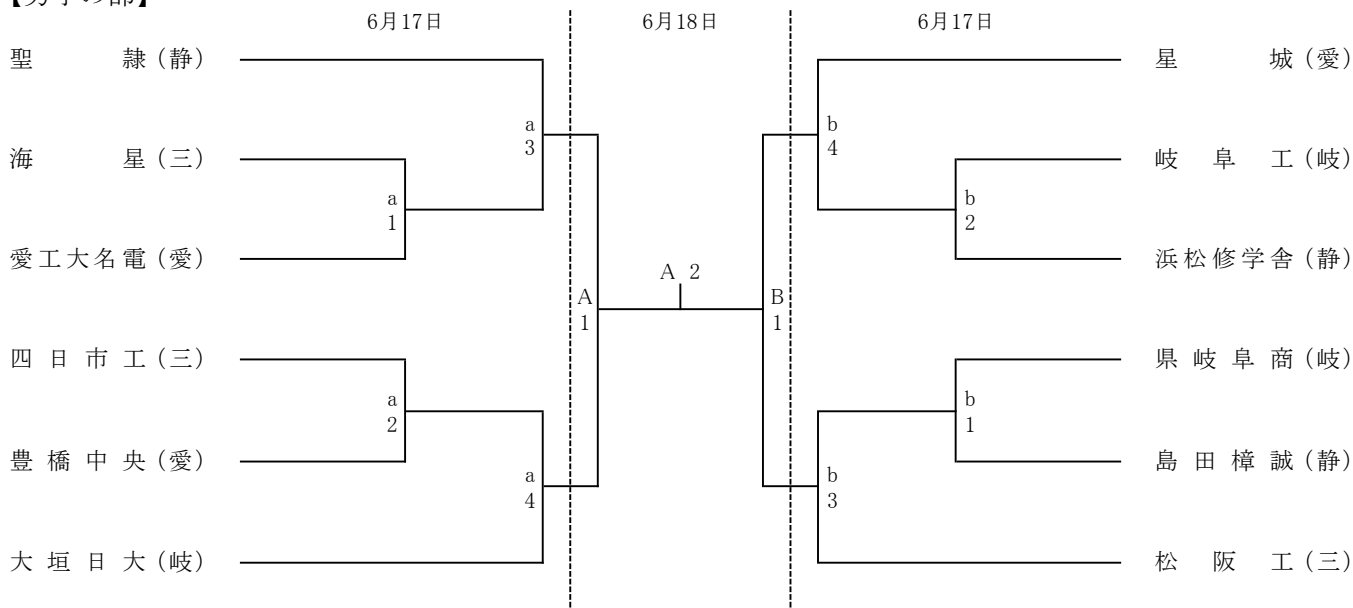 【男子の部】
6月17日 6月18日 6月17日
聖隷(静) 星城(愛)
a 3 b 4
海星(三) 岐阜工(岐)
a 1 b 2
愛工大名電(愛) 浜松修学舎(静)
A 2
A 1 B 1
四日市工(三) 県岐阜商(岐)
a 2 b 1
豊橋中央(愛) 島田樟誠(静)
a 4 b 3
大垣日大(岐) 松阪工(三)